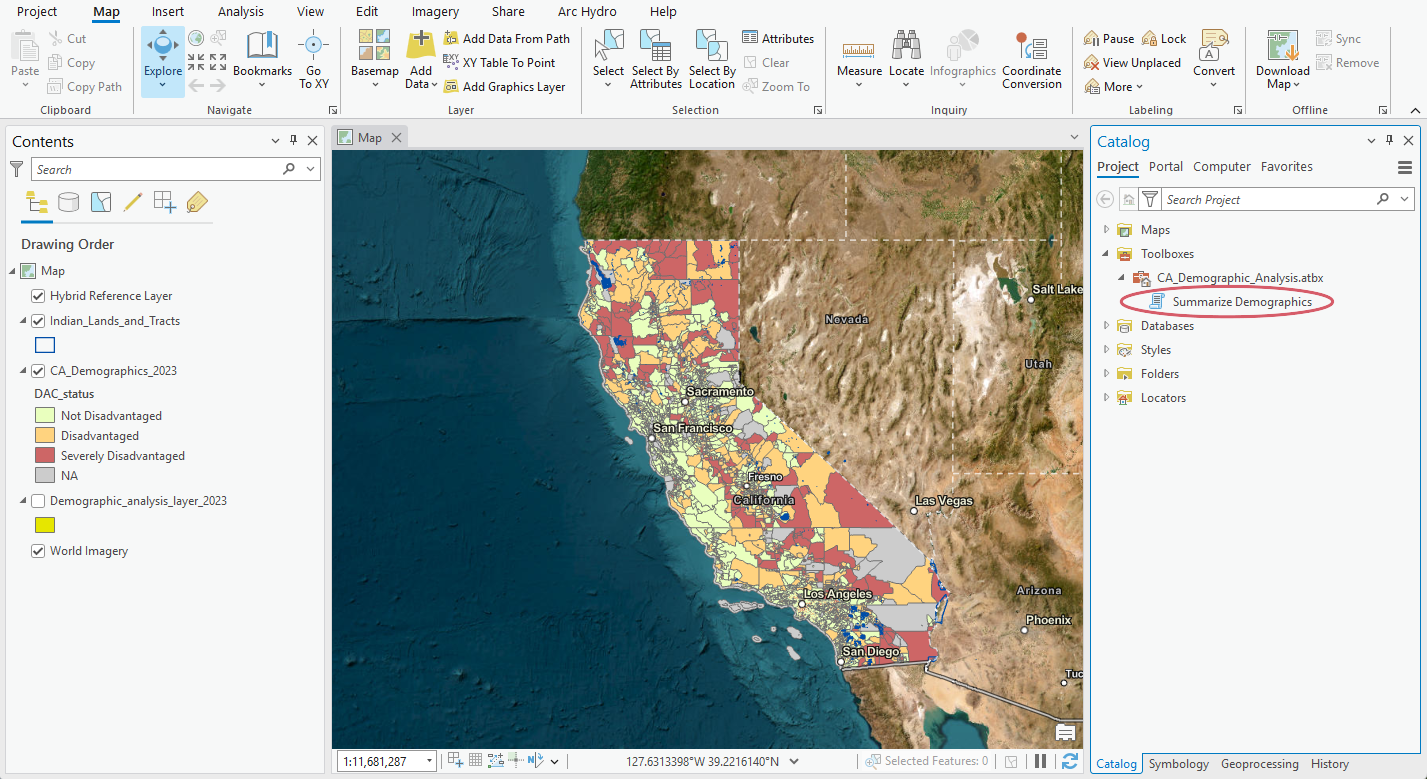 Project Map Insert Analysis View Edit Imagery Share Arc Hydro Help
Paste
Cut
Copy
Copy Path
Clipboard
Explore
Bookmarks
Go To XY
Navigate
Basemap
Add Data
Add Data From Path
XY Table To Point
Add Graphics Layer
Layer
Select
Select By Attributes
Select By Location
Attributes
Clear
Zoom To
Selection
Measure
Locate
Infographics
Coordinate Conversion
Inquiry
Pause Lock
View Unplaced
More
Convert
Labeling
Download Map
Sync
Remove
Offline
Contents
Search
Drawing Order
Map
Hybrid Reference Layer
Indian_Lands_and_Tracts
CA_Demographics_2023
DAC_status
Not Disadvantaged
Disadvantaged
Severely Disadvantaged
NA
Demographic_analysis_layer_2023
World Imagery
Map
Salt Lake
Nevada
Utah
Sacramento
San Francisco
Fresno
California
Las Vegas
Los Angeles
Arizona
Phoenix
San Diego
Tuc
1:11,681,287
127.6313398°W 39.2216140°N
Selected Features: 0
Catalog
Project Portal Computer Favorites
Search Project
Maps
Toolboxes
CA_Demographic_Analysis.atbx
Summarize Demographics
Databases
Styles
Folders
Locators
Catalog Symbology Geoprocessing History